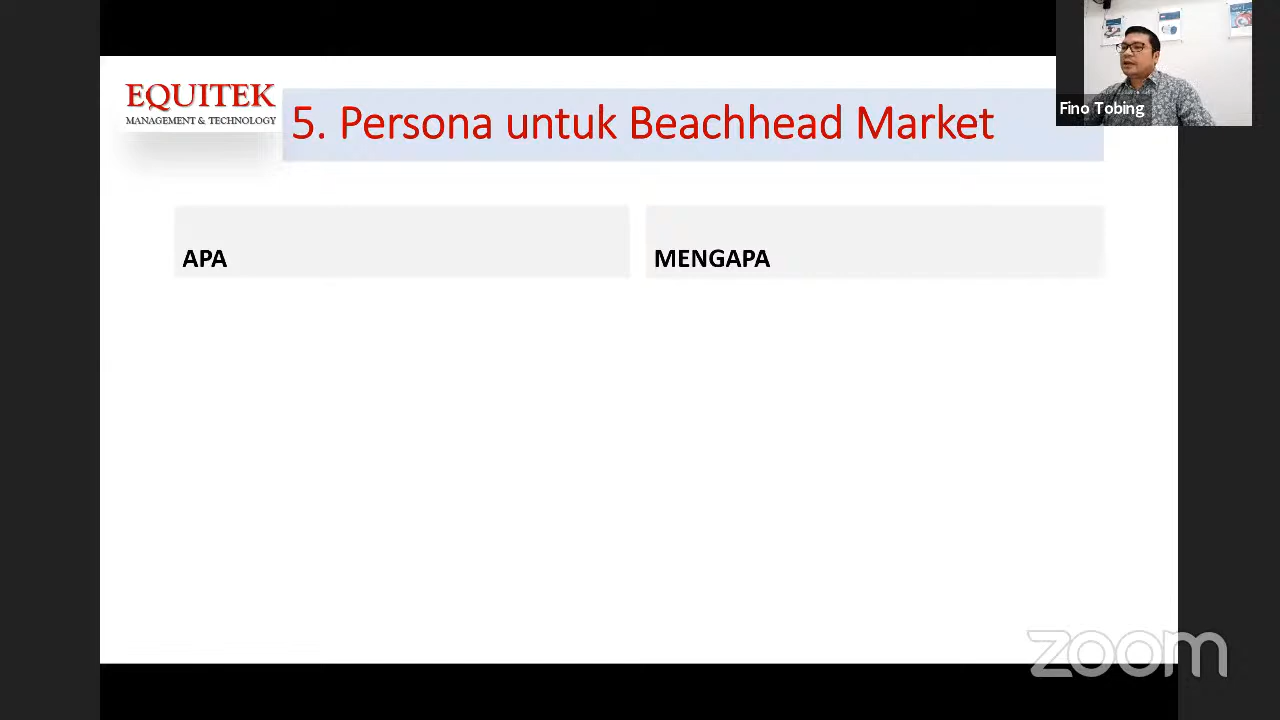 EQUITEK
MANAGEMENT & TECHNOLOGY
5. Persona untuk Beachhead Market
Fino Tobing
APA
MENGAPA
zoom